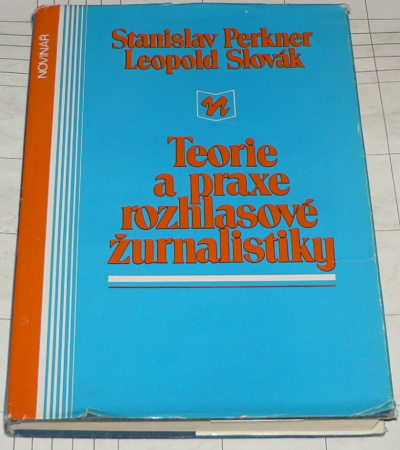 NOVINÁŘ
Stanislav Perkner
Leopold Slovák
n
Teorie
a praxe
rozhlasové
žurnalistiky